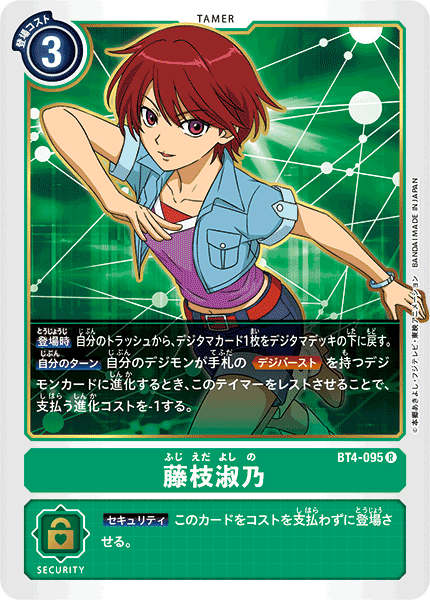 TAMER
登場コスト
3
登場時 自分のトラッシュから、デジタマカード1枚をデジタマデッキの下に戻す。
自分のターン 自分のデジモンが手札の デジバースト を持つデジ
モンカードに進化するとき、このテイマーをレストさせることで、
支払う進化コストを-1する。
©本郷あきよし・フジテレビ・東映アニメーション BANDAI MADE IN JAPAN
BT4-095 R
ふじ えだ よし の
藤枝淑乃
セキュリティ このカードをコストを支払わずに登場さ
せる。
SECURITY